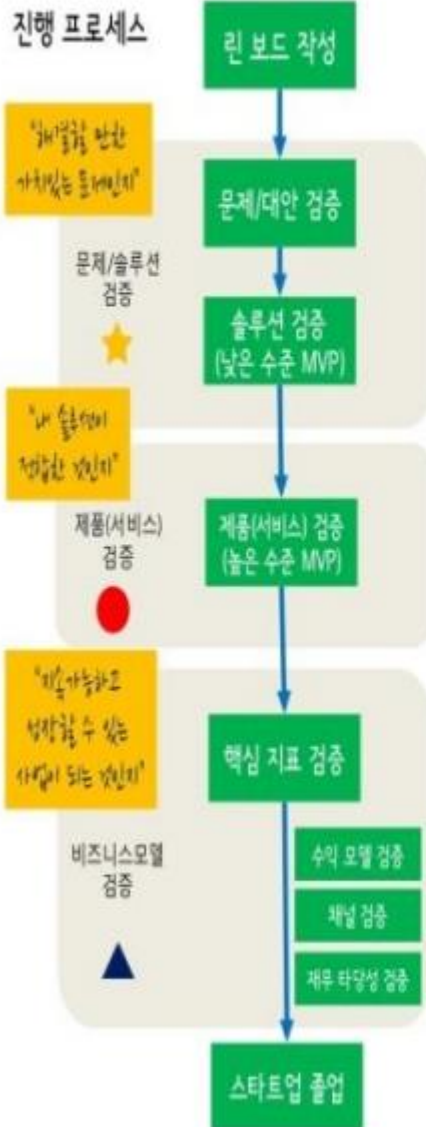 진행 프로세스
린 보드 작성
"해결할 만한
가치있는 문제인지"
문제/대안 검증
문제/솔루션
검증
솔루션 검증
(낮은 수준 MVP)
"내 솔루션이
적합한 것인지"
제품(서비스)
검증
제품(서비스) 검증
(높은 수준 MVP)
"지속가능하고
성장할 수 있는
사업이 되는 것인지"
핵심 지표 검증
비즈니스모델
검증
수익 모델 검증
채널 검증
재무 타당성 검증
스타트업 졸업